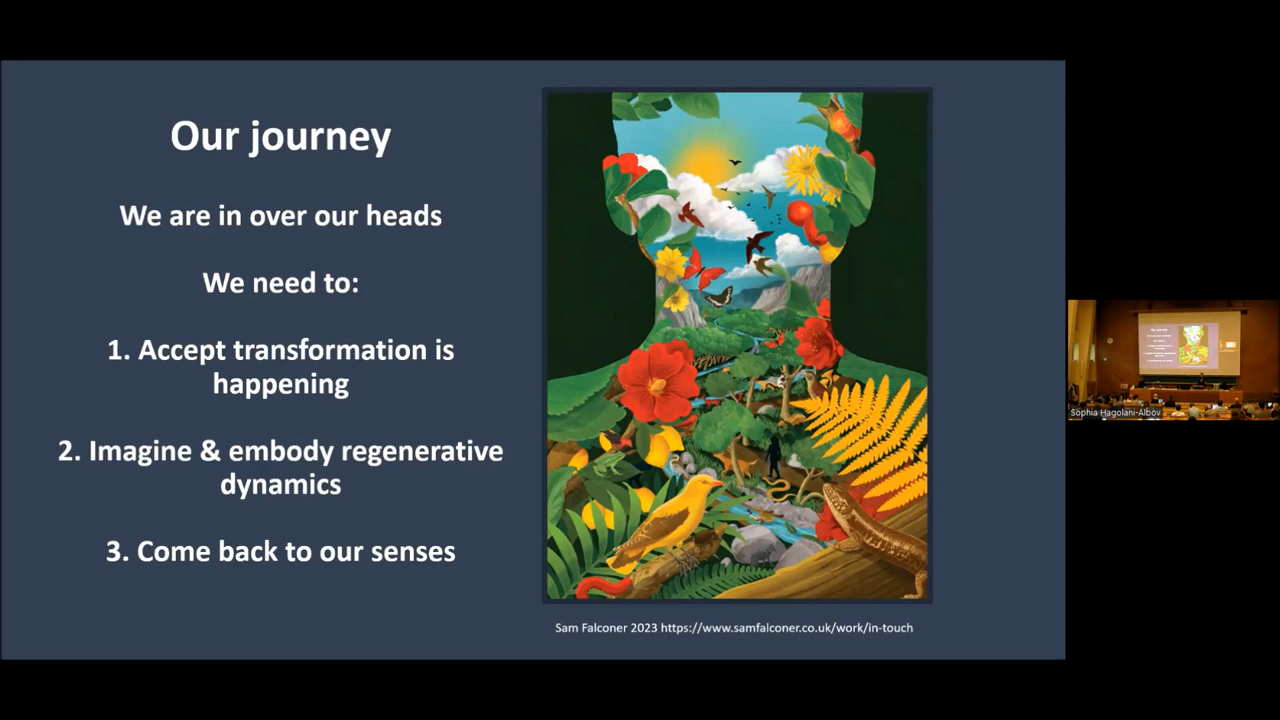 Our journey
We are in over our heads
We need to:
1. Accept transformation is
happening
2. Imagine & embody regenerative
dynamics
3. Come back to our senses
Sam Falconer 2023 https://www.samfalconer.co.uk/work/in-touch
Sophia Hagolani-Albov